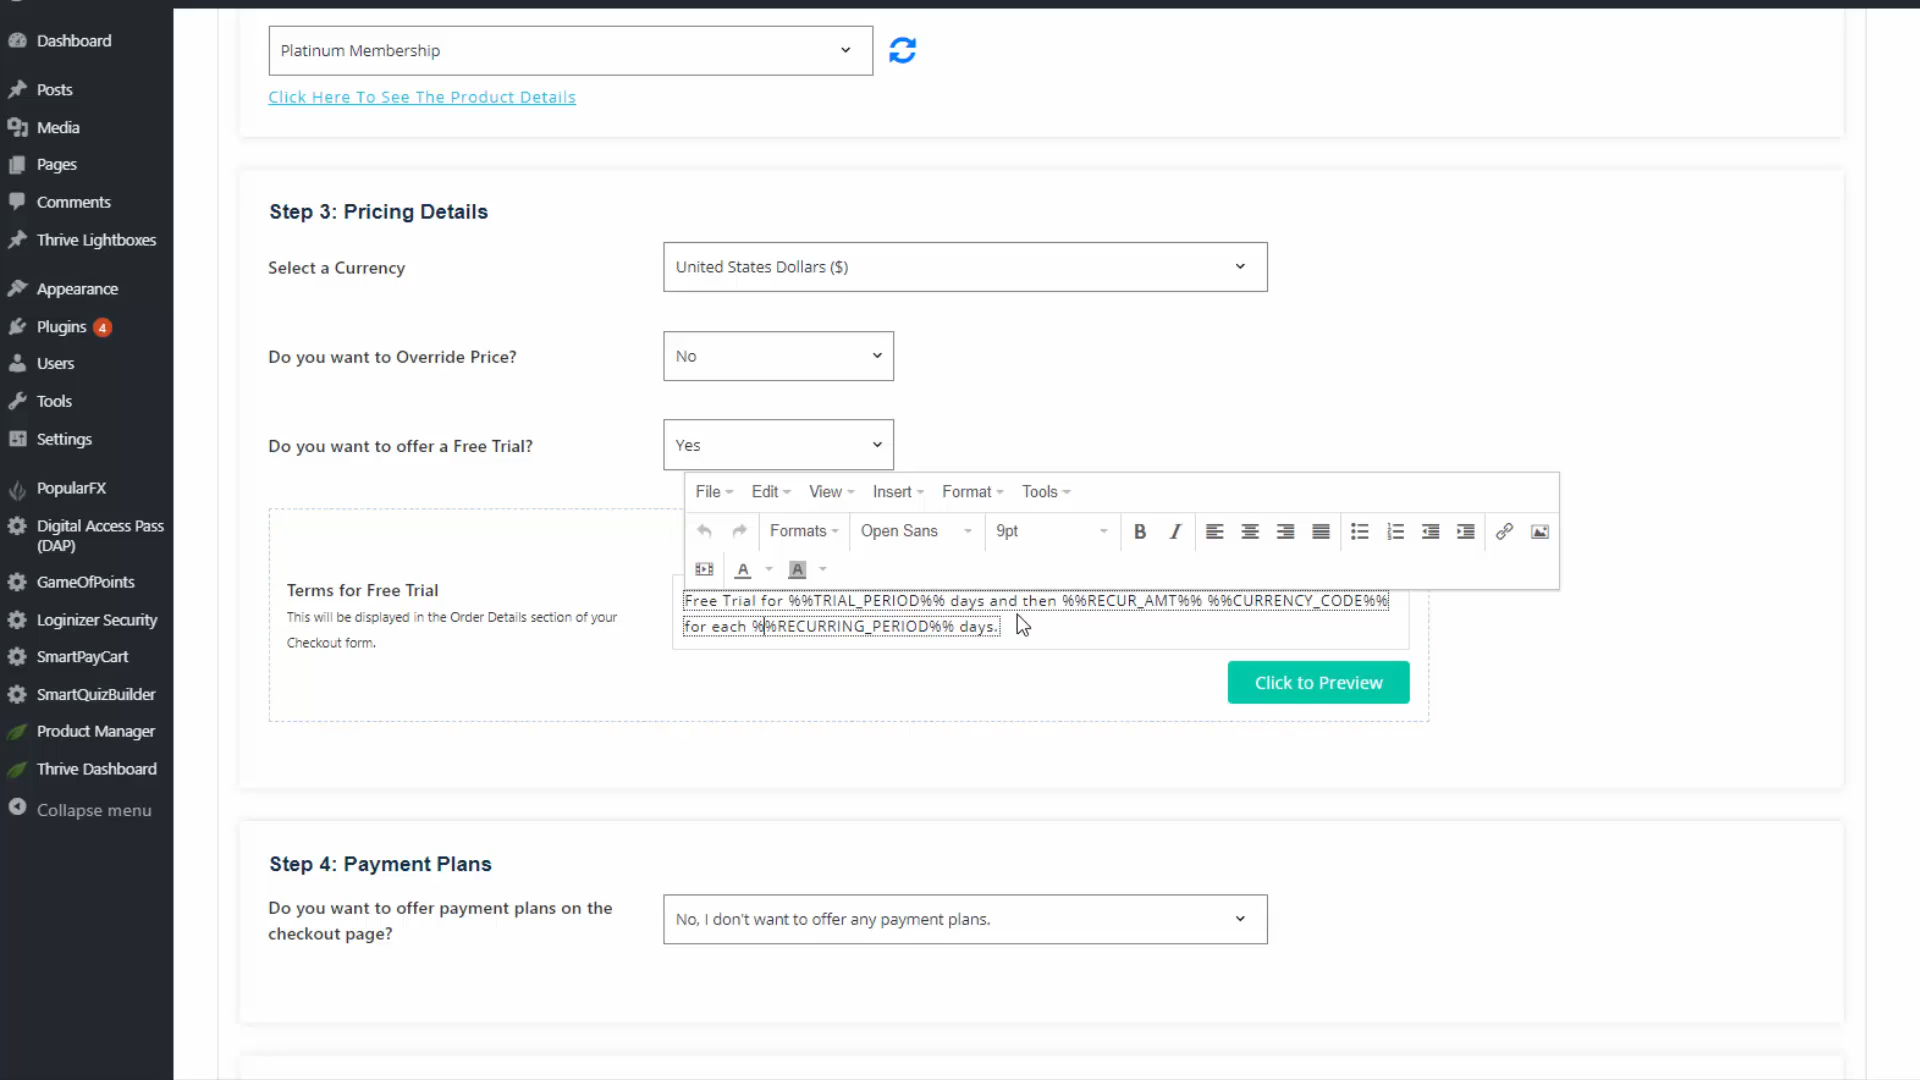 Dashboard
Posts
Media
Pages
Comments
Thrive Lightboxes
Appearance
Plugins 4
Users
Tools
Settings
PopularFX
Digital Access Pass
(DAP)
GameOfPoints
Loginizer Security
SmartPayCart
SmartQuizBuilder
Product Manager
Thrive Dashboard
Collapse menu
Platinum Membership
Click Here To See The Product Details
Step 3: Pricing Details
Select a Currency
United States Dollars ($)
Do you want to Override Price?
No
Do you want to offer a Free Trial?
Yes
File Edit View Insert Format Tools
Formats Open Sans 9pt B I
A A
Terms for Free Trial
This will be displayed in the Order Details section of your
Checkout form.
Free Trial for %%TRIAL_PERIOD%% days and then %%RECUR_AMT%% %%CURRENCY_CODE%%
for each %%RECURRING_PERIOD%% days.
Click to Preview
Step 4: Payment Plans
Do you want to offer payment plans on the
checkout page?
No, I don't want to offer any payment plans.